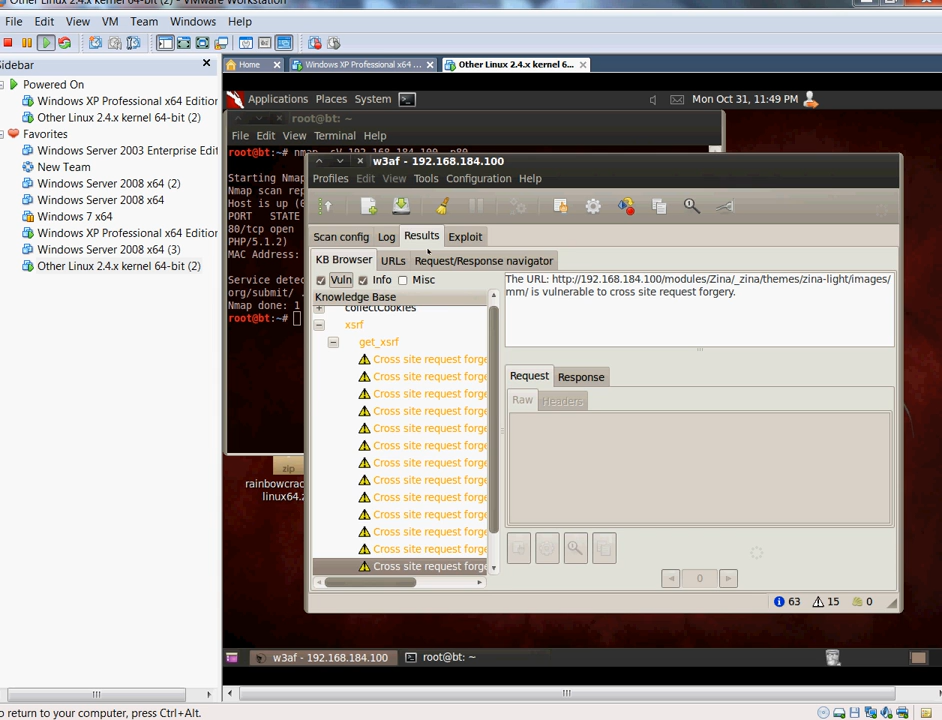 Other Linux 2.4.x kernel 64-bit (2) - VMware Workstation
File Edit View VM Team Windows Help
Sidebar
Powered On
Windows XP Professional x64 Edition
Other Linux 2.4.x kernel 64-bit (2)
Favorites
Windows Server 2003 Enterprise Edit
New Team
Windows Server 2008 x64 (2)
Windows Server 2008 x64
Windows 7 x64
Windows XP Professional x64 Edition
Windows Server 2008 x64 (3)
Other Linux 2.4.x kernel 64-bit (2)
Home
Windows XP Professional x64 ...
Other Linux 2.4.x kernel 6...
Applications Places System
Mon Oct 31, 11:49 PM
root@bt: ~
File Edit View Terminal Help
root@bt:~# nmap -sV 192.168.184.100 -p80
Starting Nmap
Nmap scan rep
Host is up (0
PORT STATE
80/tcp open
PHP/5.1.2)
MAC Address:
Service detec
org/submit/ .
Nmap done: 1
root@bt:~#
zip
rainbowcrac
linux64.z
w3af - 192.168.184.100
Profiles Edit View Tools Configuration Help
Scan config Log Results Exploit
KB Browser URLs Request/Response navigator
Vuln Info Misc
Knowledge Base
collectCookies
xsrf
get_xsrf
Cross site request forge
Cross site request forge
Cross site request forge
Cross site request forge
Cross site request forge
Cross site request forge
Cross site request forge
Cross site request forge
Cross site request forge
Cross site request forge
Cross site request forge
Cross site request forge
Cross site request forge
The URL: http://192.168.184.100/modules/Zina/_zina/themes/zina-light/images/
mm/ is vulnerable to cross site request forgery.
Request Response
Raw Headers
0
63 15 0
w3af - 192.168.184.100
root@bt: ~
o return to your computer, press Ctrl+Alt.